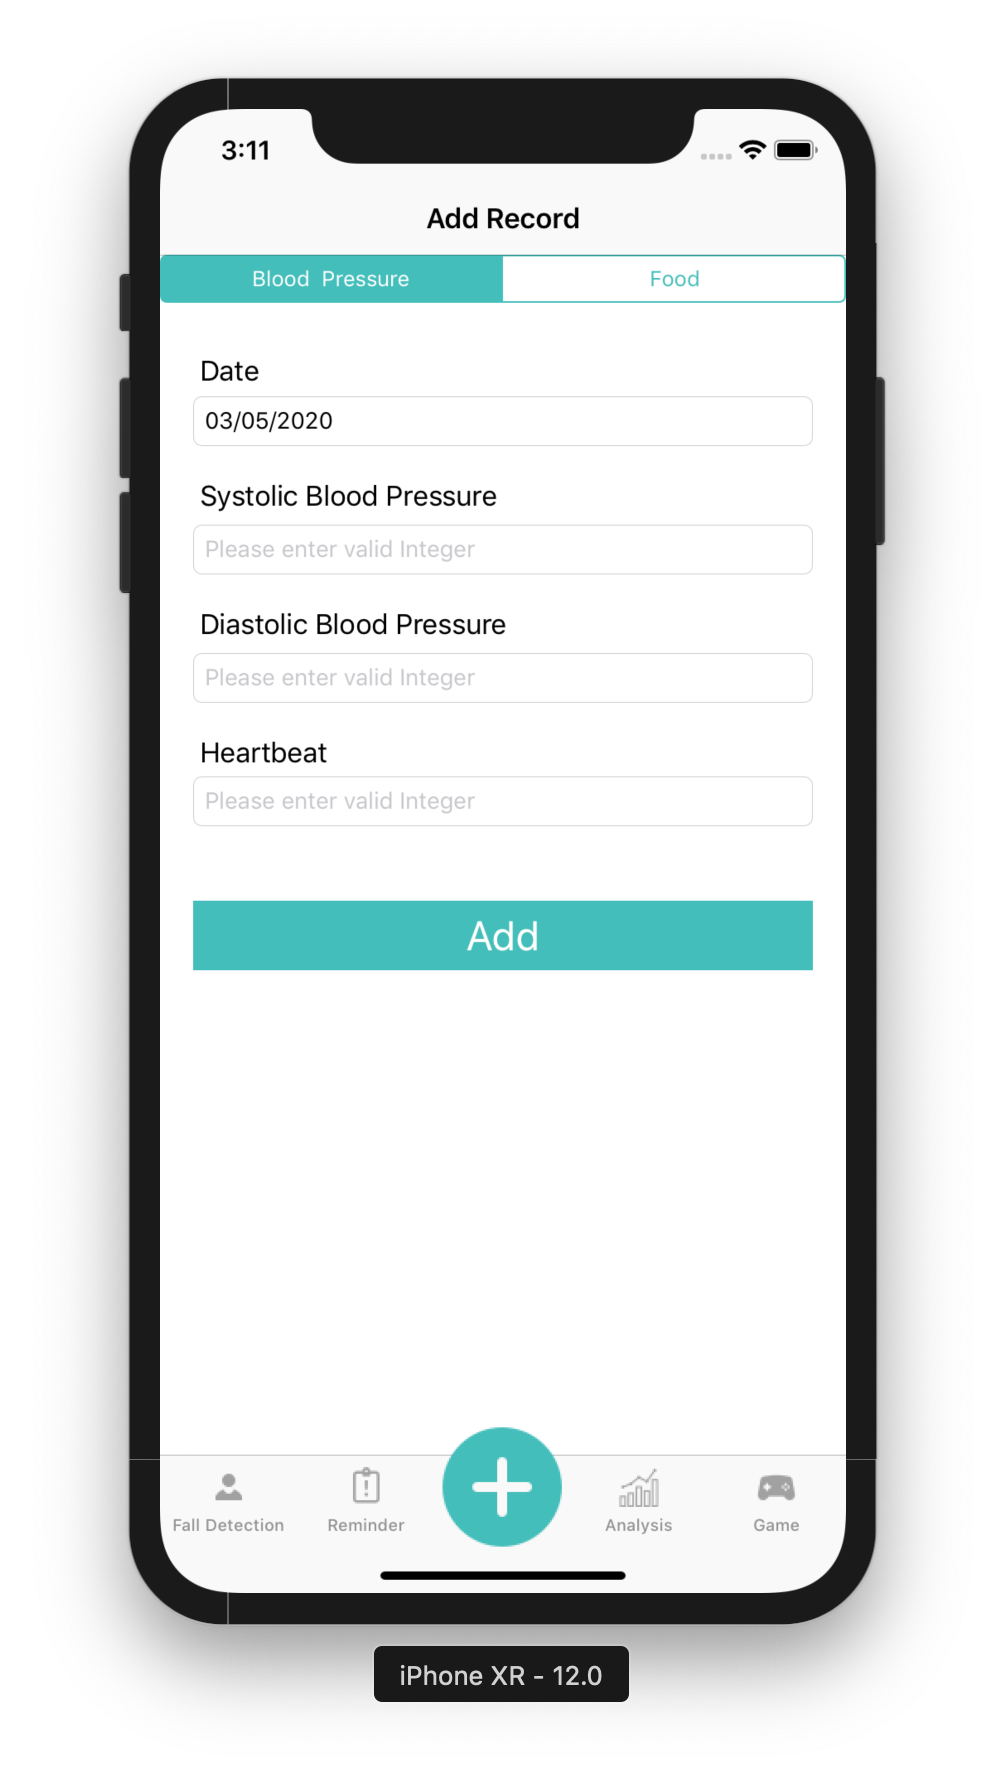 3:11
Add Record
Blood  Pressure
Food
Date
03/05/2020
Systolic Blood Pressure
Please enter valid Integer
Diastolic Blood Pressure
Please enter valid Integer
Heartbeat
Please enter valid Integer
Add
Fall Detection
Reminder
Analysis
Game
iPhone XR - 12.0